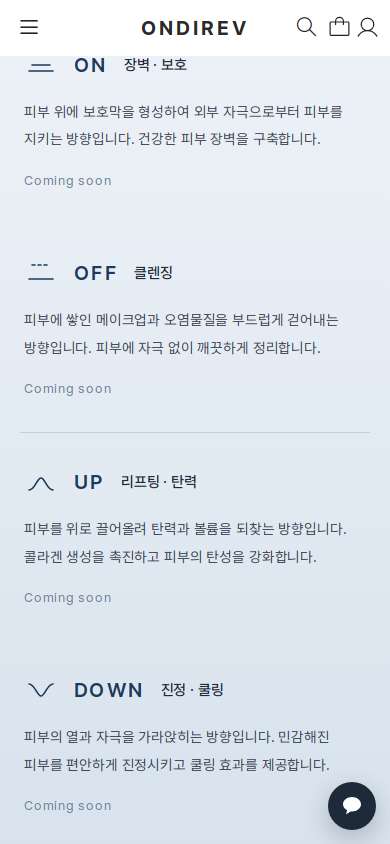 ONDIREV
ON 장벽 · 보호
피부 위에 보호막을 형성하여 외부 자극으로부터 피부를
지키는 방향입니다. 건강한 피부 장벽을 구축합니다.
Coming soon
OFF 클렌징
피부에 쌓인 메이크업과 오염물질을 부드럽게 걷어내는
방향입니다. 피부에 자극 없이 깨끗하게 정리합니다.
Coming soon
UP 리프팅 · 탄력
피부를 위로 끌어올려 탄력과 볼륨을 되찾는 방향입니다.
콜라겐 생성을 촉진하고 피부의 탄성을 강화합니다.
Coming soon
DOWN 진정 · 쿨링
피부의 열과 자극을 가라앉히는 방향입니다. 민감해진
피부를 편안하게 진정시키고 쿨링 효과를 제공합니다.
Coming soon